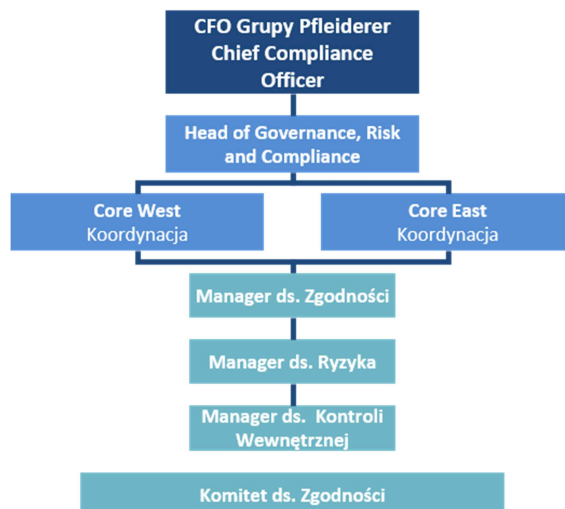 CFO Grupy Pfleiderer
Chief Compliance
Officer
Head of Governance, Risk
and Compliance
Core West
Koordynacja
Core East
Koordynacja
Manager ds. Zgodności
Manager ds. Ryzyka
Manager ds. Kontroli
Wewnętrznej
Komitet ds. Zgodności